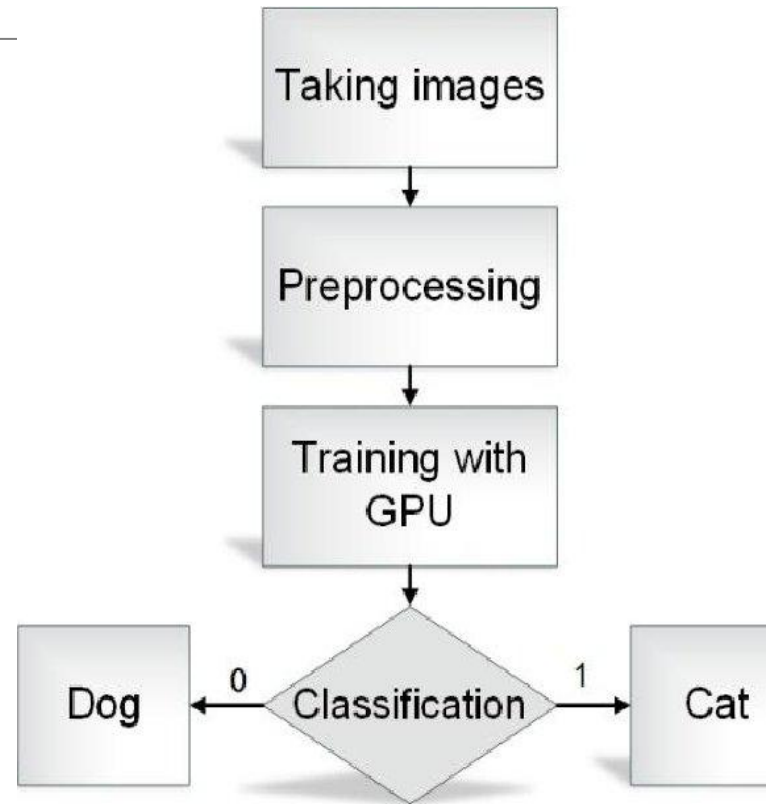 Taking images
Preprocessing
Training with
GPU
Dog
0
Classification
1
Cat